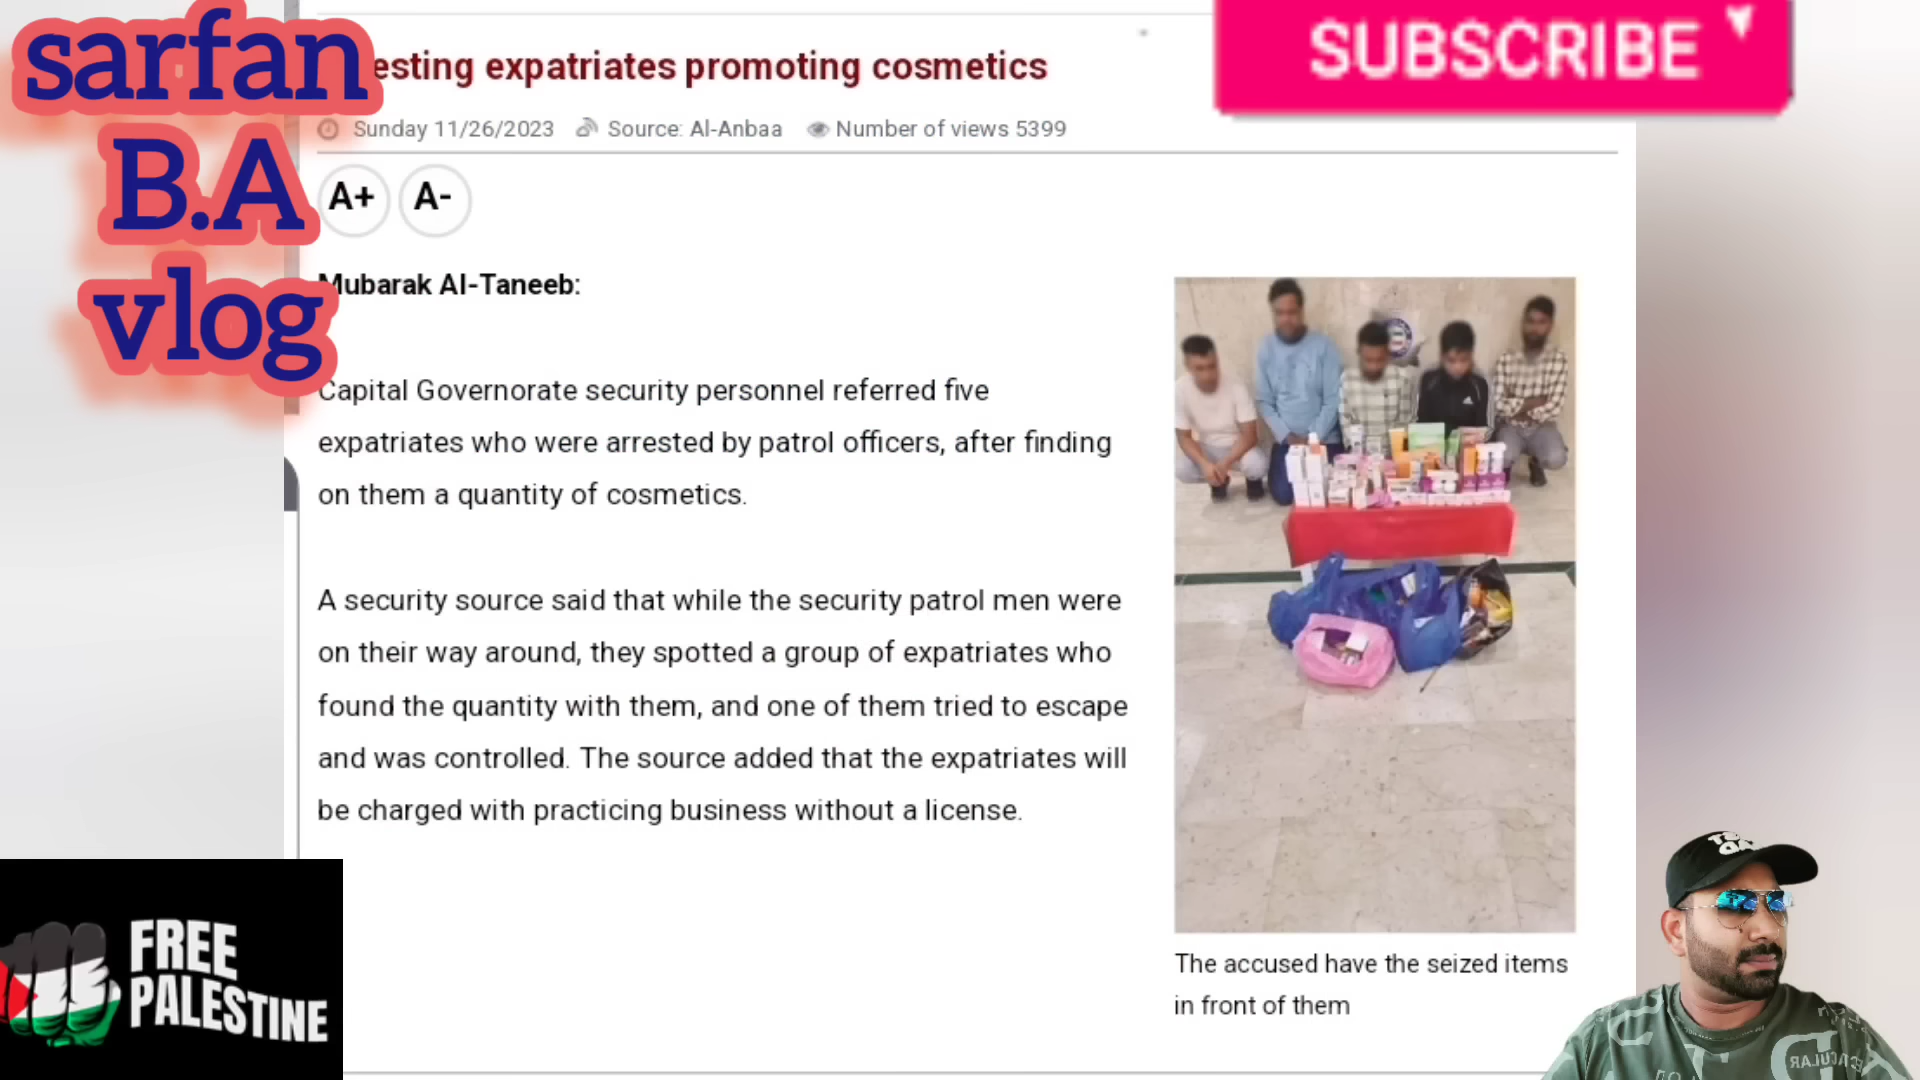 sarfan
B.A
vlog
SUBSCRIBE
esting expatriates promoting cosmetics
Sunday 11/26/2023 Source: Al-Anbaa Number of views 5399
A+ A-
Mubarak Al-Taneeb:
Capital Governorate security personnel referred five
expatriates who were arrested by patrol officers, after finding
on them a quantity of cosmetics.
A security source said that while the security patrol men were
on their way around, they spotted a group of expatriates who
found the quantity with them, and one of them tried to escape
and was controlled. The source added that the expatriates will
be charged with practicing business without a license.
The accused have the seized items
in front of them
FREE
PALESTINE